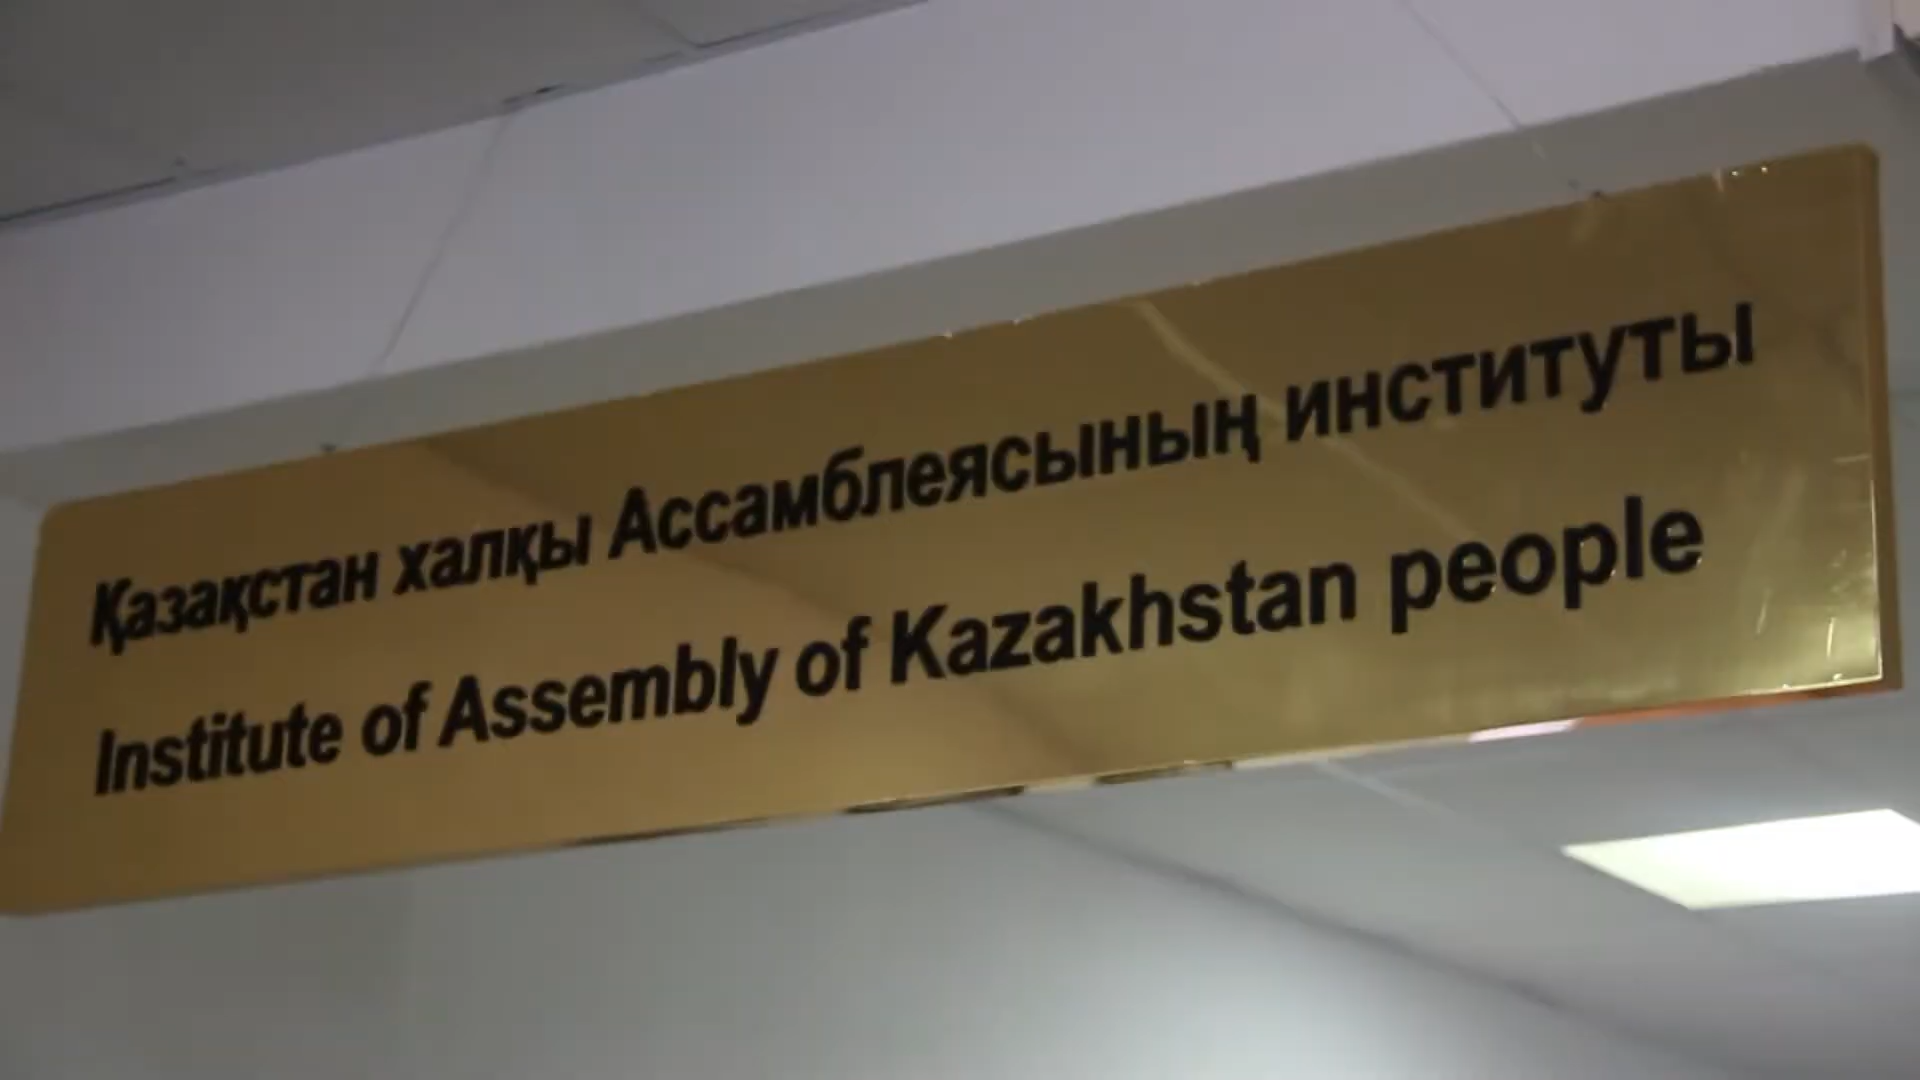 Қазақстан халқы Ассамблеясының институты
Institute of Assembly of Kazakhstan people